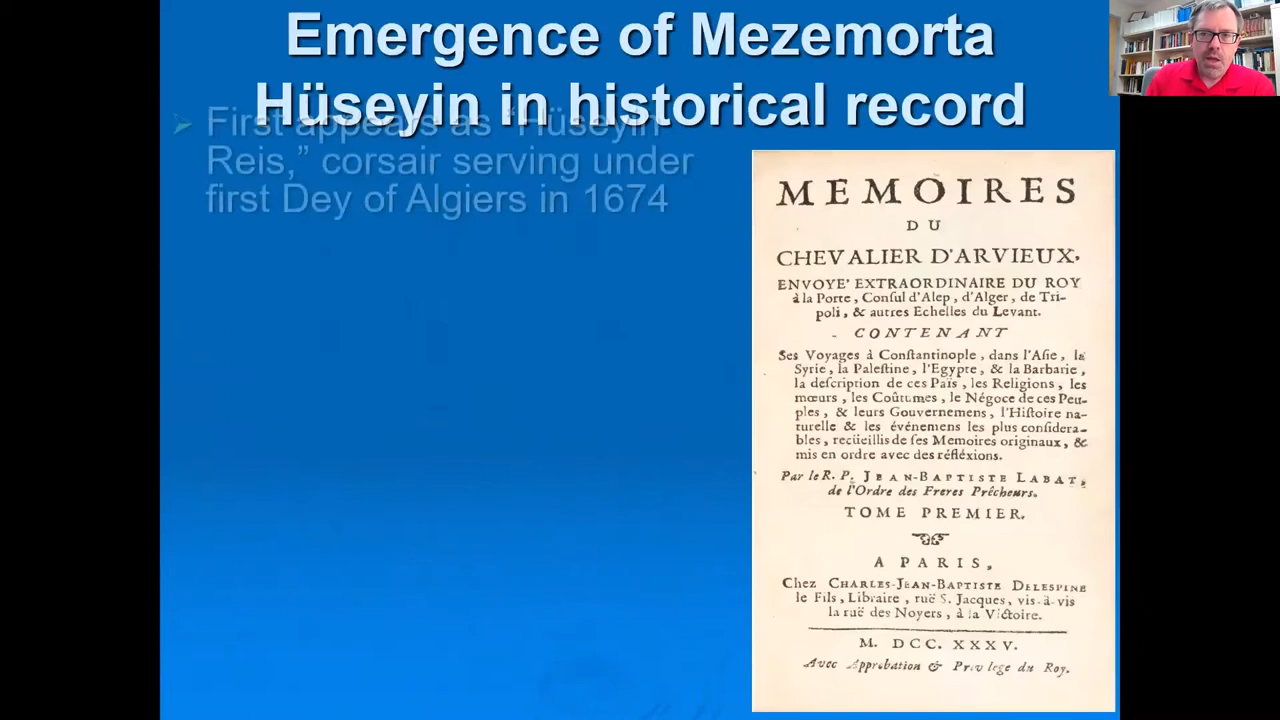 Emergence of Mezemorta
Hüseyin in historical record
First appears as "Hüseyin
Reis,” corsair serving under
first Dey of Algiers in 1674
MEMOIRES
DU
CHEVALIER D'ARVIEUX.
ENVOYE' EXTRAORDINAIRE DU ROY
à la Porte, Conſul d'Alep, d'Alger, de Tri-
poli, & autres Echelles du Levant.
CONTENANT
Ses Voyages à Conſtantinople, dans l'Aſie, la
Syrie, la Paleſtine, l'Egypte, & la Barbarie,
la deſcription de ces Païs, les Religions, les
mœurs, les Coûtumes, le Négoce de ces Peu-
ples, & leurs Gouvernemens, l'Hiſtoire na-
turelle & les événemens les plus conſidera-
bles, recüeillis de ſes Memoires originaux, &
mis en ordre avec des réfléxions.
Par le R. P. JEAN-BAPTISTE LABAT,
de l'Ordre des Freres Prêcheurs.
TOME PREMIER.
A PARIS,
Chez CHARLES-JEAN-BAPTISTE DELESPINE
le Fils, Libraire, ruë S. Jacques, vis-à-vis
la ruë des Noyers, à la Victoire.
M. DCC. XXXV.
Avec Approbation & Privilege du Roy.